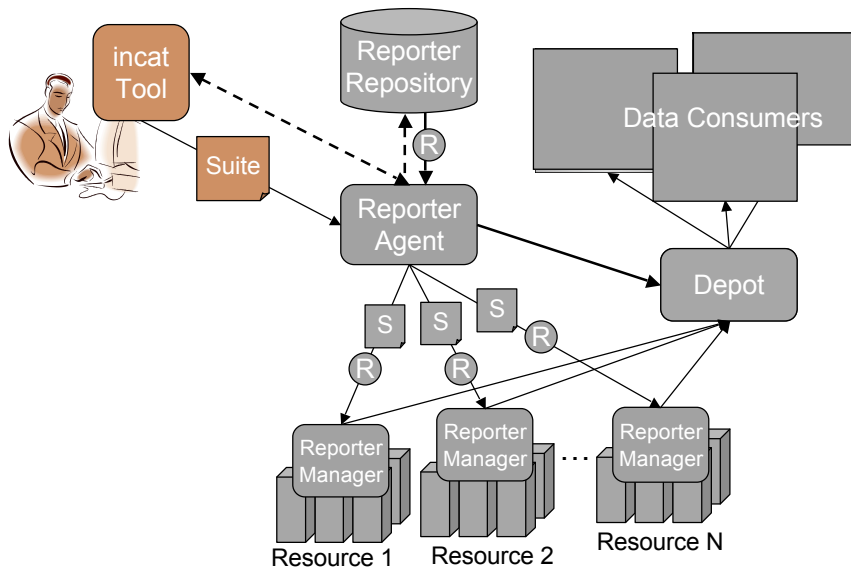 incat
Tool
Reporter
Repository
Data Consumers
R
Suite
Reporter
Agent
Depot
S
S
S
R
R
R
Reporter
Manager
Reporter
Manager
...
Reporter
Manager
Resource 1
Resource 2
Resource N